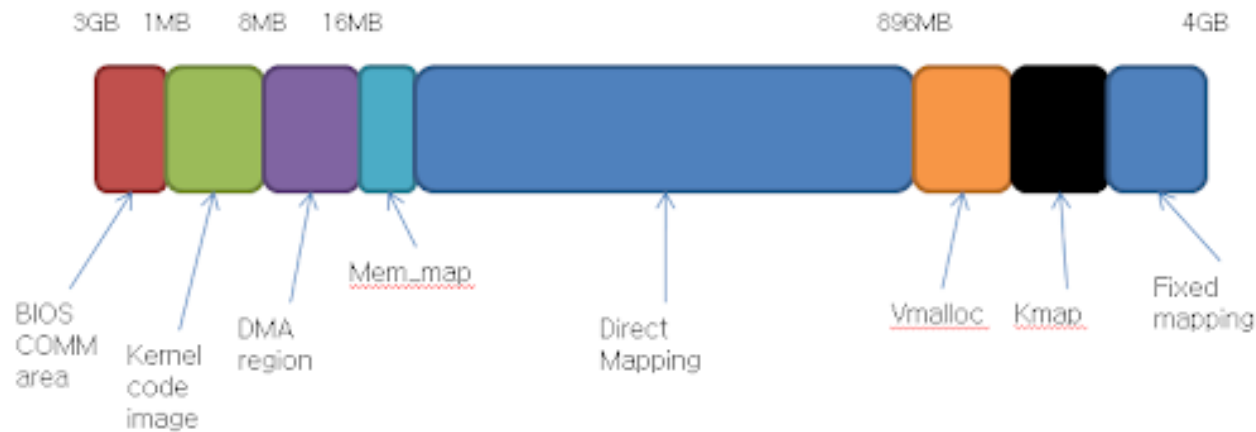 3GB 1MB 8MB 16MB 896MB 4GB
BIOS
COMM
area
Kernel
code
image
DMA
region
Mem_map
Direct
Mapping
Vmalloc
Kmap
Fixed
mapping